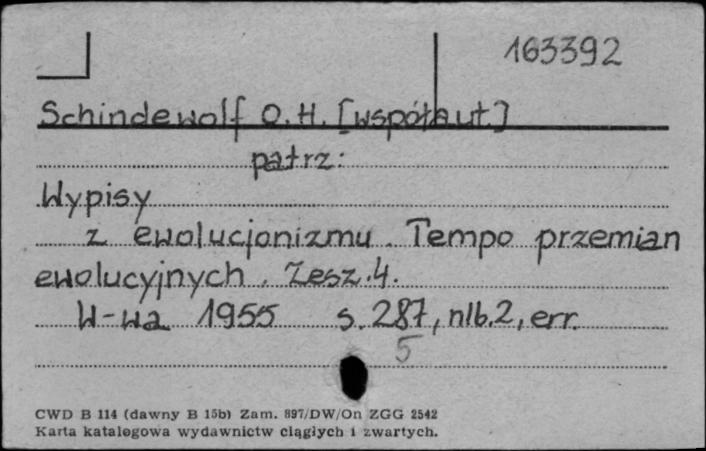 163392
Schindewolf O.H. [współaut.]
patrz:
Wypisy
z ewolucjonizmu. Tempo przemian
ewolucyjnych. Zesz. 4.
W-wa 1955 s. 287, nlb. 2, err.
5
CWD B 114 (dawny B 15b) Zam. 897/DW/On ZGG 2542
Karta katalogowa wydawnictw ciągłych i zwartych.